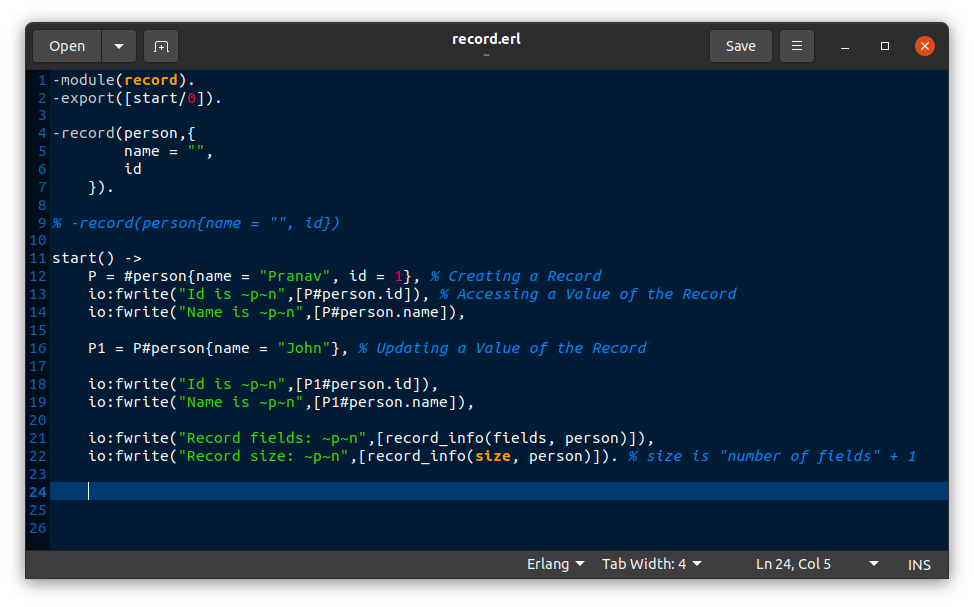 Open
record.erl
~
Save
1 -module(record).
2 -export([start/0]).
3
4 -record(person,{
5         name = "",
6         id
7     }).
8
9 % -record(person{name = "", id})
10
11 start() ->
12     P = #person{name = "Pranav", id = 1}, % Creating a Record
13     io:fwrite("Id is ~p~n",[P#person.id]), % Accessing a Value of the Record
14     io:fwrite("Name is ~p~n",[P#person.name]),
15
16     P1 = P#person{name = "John"}, % Updating a Value of the Record
17
18     io:fwrite("Id is ~p~n",[P1#person.id]),
19     io:fwrite("Name is ~p~n",[P1#person.name]),
20
21     io:fwrite("Record fields: ~p~n",[record_info(fields, person)]),
22     io:fwrite("Record size: ~p~n",[record_info(size, person)]). % size is "number of fields" + 1
23
24
25
26
Erlang Tab Width: 4 Ln 24, Col 5 INS